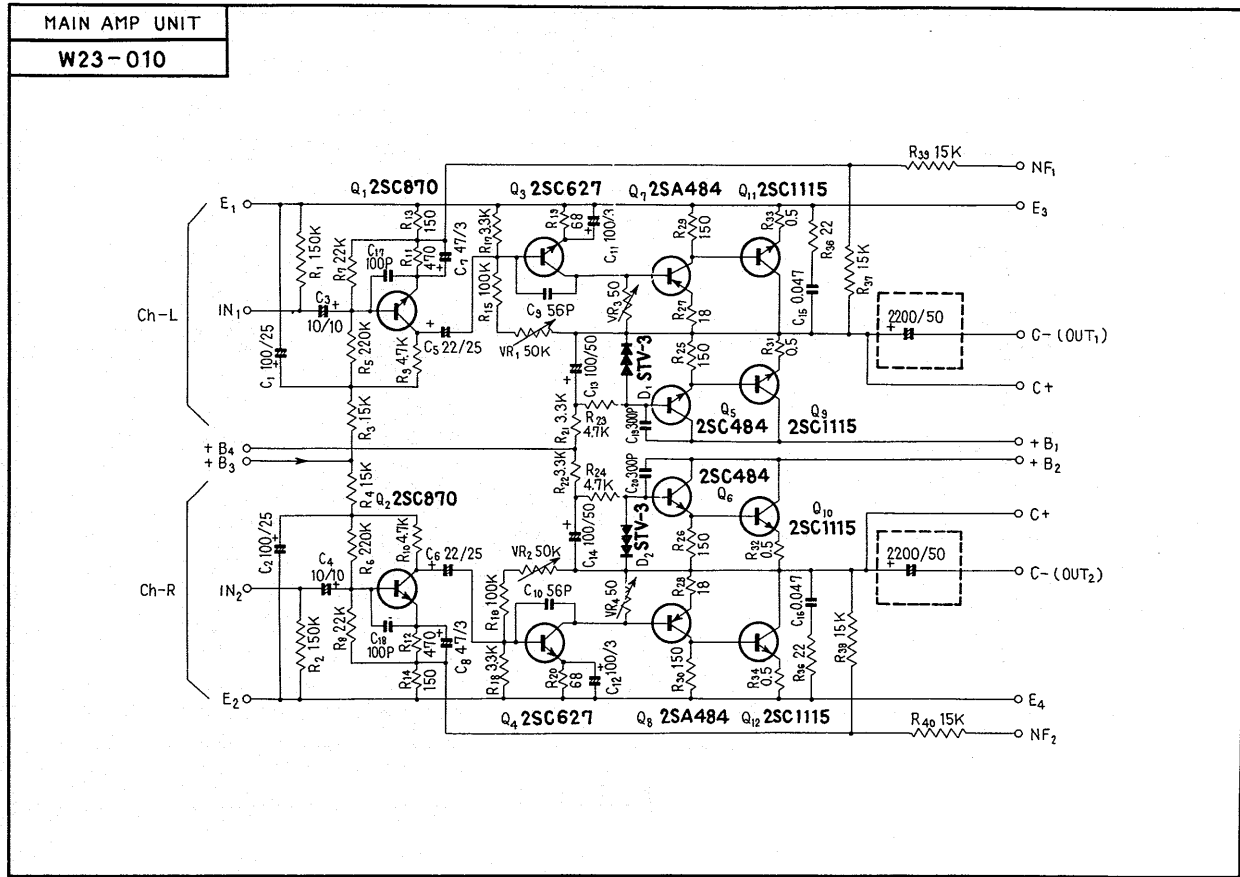 MAIN AMP UNIT
W23-010
R39 15K
NF1
Q1 2SC870
Q3 2SC627
Q7 2SA484
Q11 2SC1115
E1
E3
R13 150
R11 470
C7 47/3
R17 3.3K
R19 68
C11 100/3
R29 150
R33 0.5
R36 22
R37 15K
R1 150K
R7 22K
C17 100P
R15 100K
C9 56P
VR3 50
R27 18
C15 0.047
2200/50
Ch-L
IN1
C3 + 10/10
C5 22/25
VR1 50K
C- (OUT1)
C1 100/25
R5 220K
R9 4.7K
C13 100/50
D1 STV-3
R25 150
R31 0.5
C+
R3 15K
R21 3.3K
R23 4.7K
C19 300P
Q5 2SC484
Q9 2SC1115
+ B4
+ B3
+ B1
+ B2
R4 15K
Q2 2SC870
R22 3.3K
R24 4.7K
C20 300P
2SC484 Q6
Q10 2SC1115
C+
C2 100/25
R6 220K
R10 4.7K
C6 22/25
VR2 50K
C14 100/50
D2 STV-3
R26 150
R32 0.5
2200/50
Ch-R
IN2
C4 10/10 +
C- (OUT2)
R2 150K
R8 22K
C18 100P
R12 470
C8 47/3
R16 100K
C10 56P
VR4 50
R28 18
C16 0.047
R38 15K
R14 150
R18 3.3K
R20 68
C12 100/3
R30 150
R34 0.5
R36 22
E2
E4
Q4 2SC627
Q8 2SA484
Q12 2SC1115
R40 15K
NF2